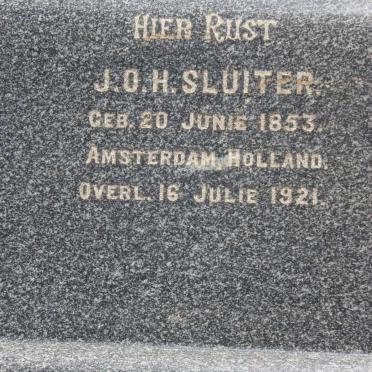 HIER RUST
J.O.H. SLUITER.
GEB. 20 JUNIE 1853.
AMSTERDAM, HOLLAND.
OVERL. 16 JULIE 1921.